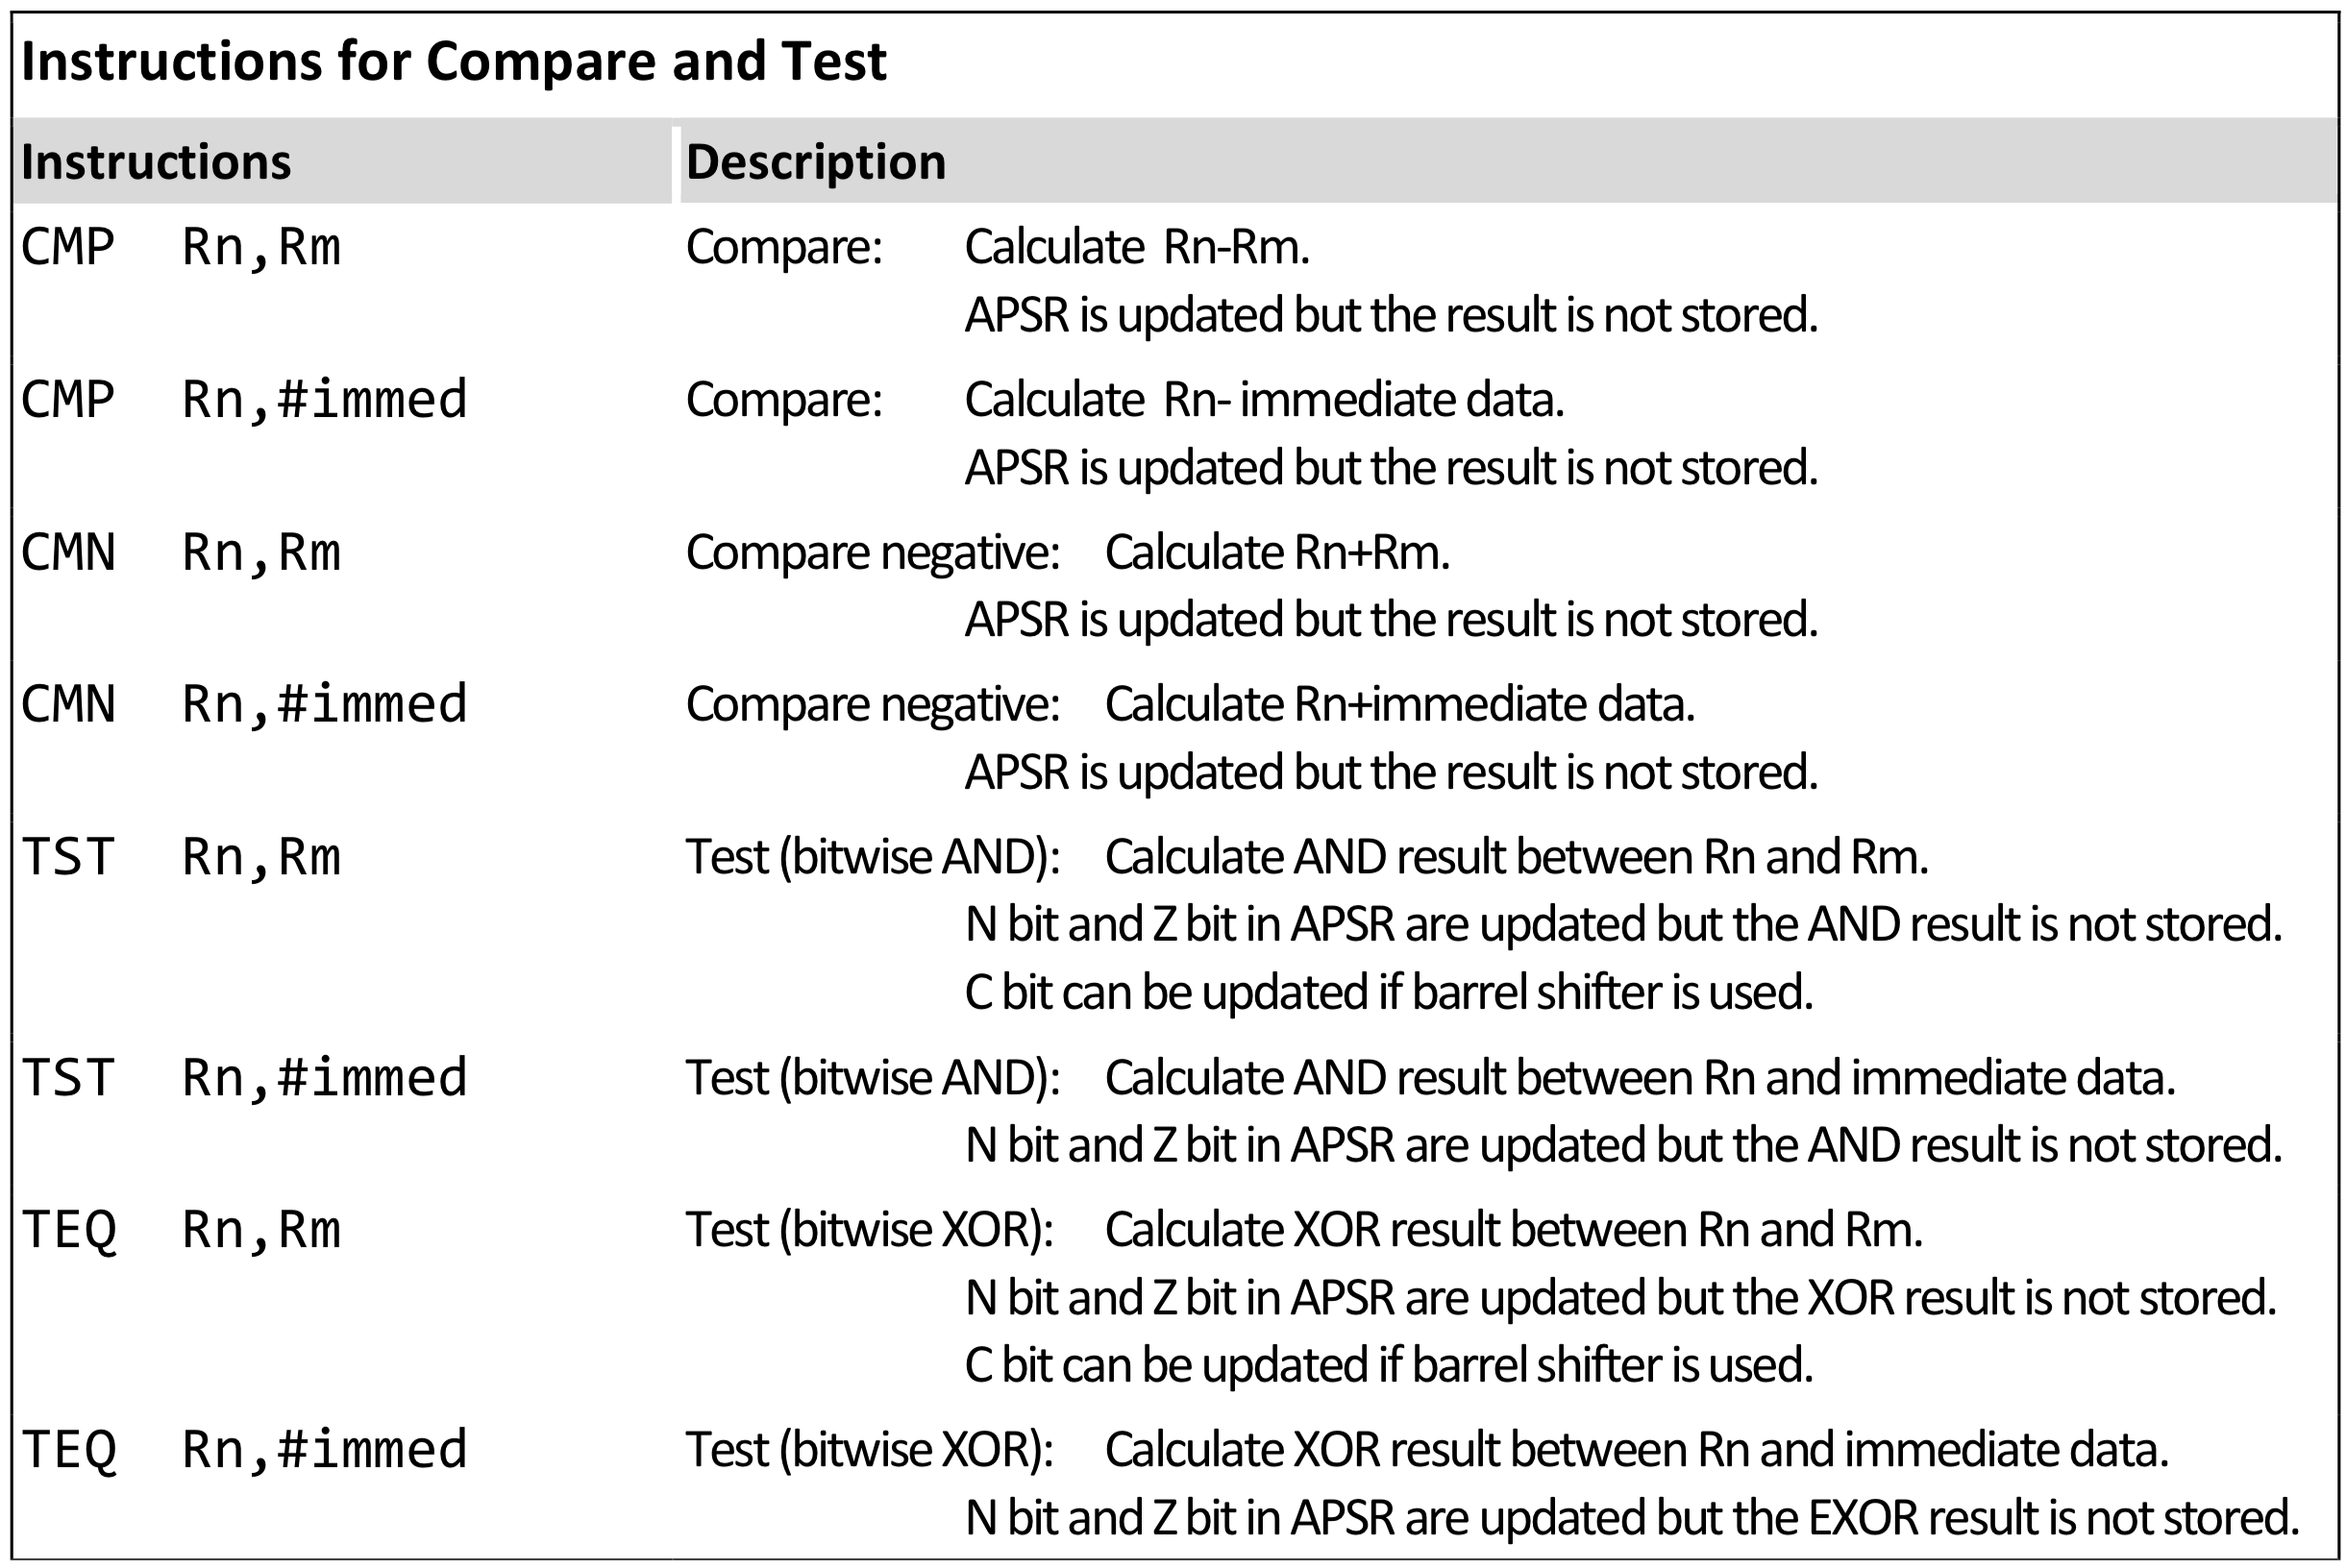 Instructions for Compare and Test
Instructions Description
CMP Rn,Rm Compare: Calculate Rn-Rm.
APSR is updated but the result is not stored.
CMP Rn,#immed Compare: Calculate Rn- immediate data.
APSR is updated but the result is not stored.
CMN Rn,Rm Compare negative: Calculate Rn+Rm.
APSR is updated but the result is not stored.
CMN Rn,#immed Compare negative: Calculate Rn+immediate data.
APSR is updated but the result is not stored.
TST Rn,Rm Test (bitwise AND): Calculate AND result between Rn and Rm.
N bit and Z bit in APSR are updated but the AND result is not stored.
C bit can be updated if barrel shifter is used.
TST Rn,#immed Test (bitwise AND): Calculate AND result between Rn and immediate data.
N bit and Z bit in APSR are updated but the AND result is not stored.
TEQ Rn,Rm Test (bitwise XOR): Calculate XOR result between Rn and Rm.
N bit and Z bit in APSR are updated but the XOR result is not stored.
C bit can be updated if barrel shifter is used.
TEQ Rn,#immed Test (bitwise XOR): Calculate XOR result between Rn and immediate data.
N bit and Z bit in APSR are updated but the EXOR result is not stored.